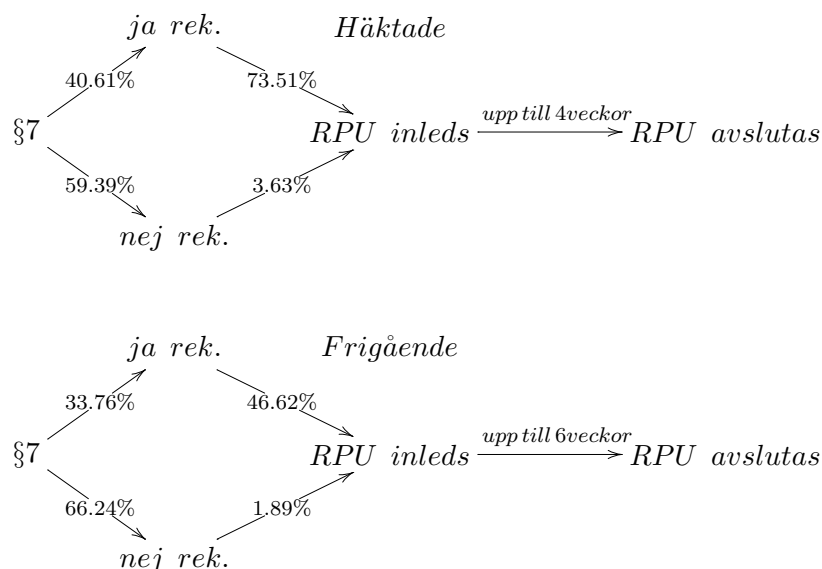 ja rek. Häktade
40.61% 73.51%
§7 RPU inleds upp till 4veckor RPU avslutas
59.39% 3.63%
nej rek.
ja rek. Frigående
33.76% 46.62%
§7 RPU inleds upp till 6veckor RPU avslutas
66.24% 1.89%
nej rek.